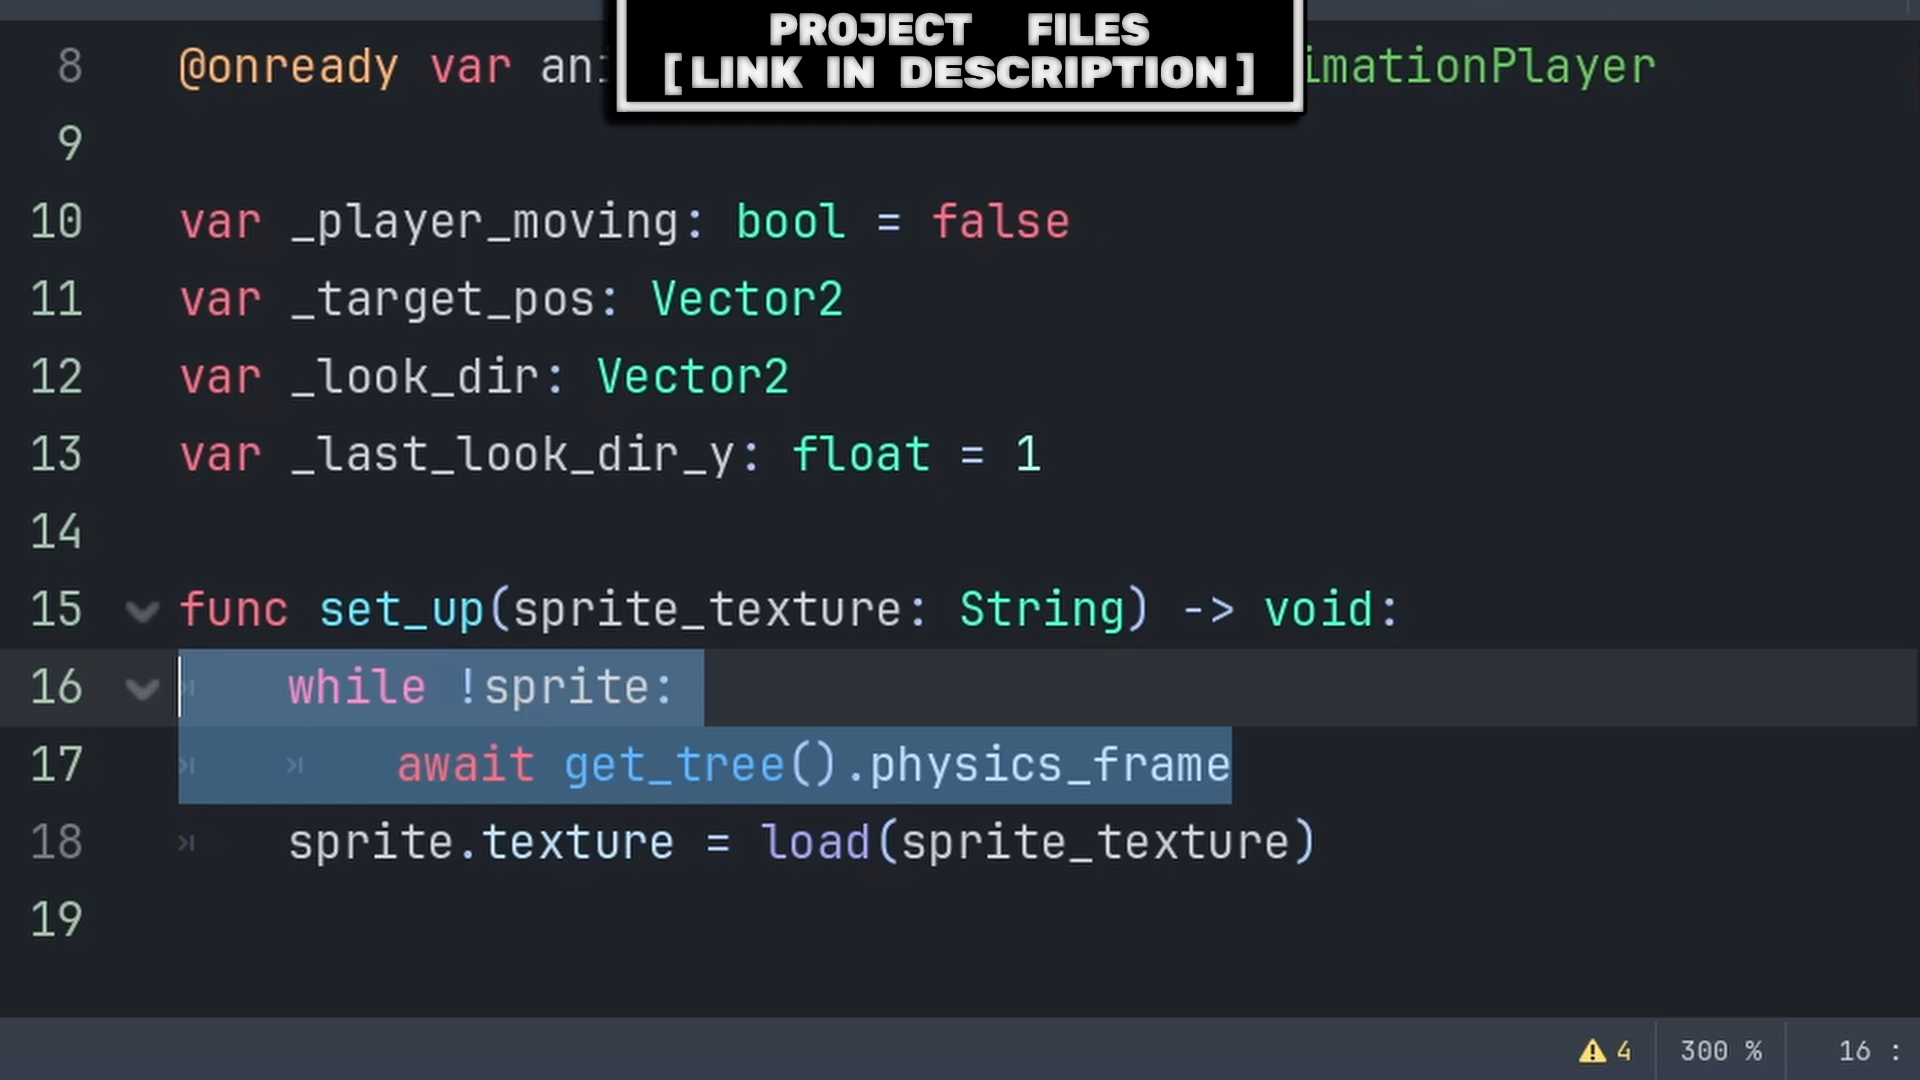 PROJECT FILES
[LINK IN DESCRIPTION]
8 @onready var ani imationPlayer
9
10 var _player_moving: bool = false
11 var _target_pos: Vector2
12 var _look_dir: Vector2
13 var _last_look_dir_y: float = 1
14
15 func set_up(sprite_texture: String) -> void:
16 while !sprite:
17 await get_tree().physics_frame
18 sprite.texture = load(sprite_texture)
19
4 300 % 16 :